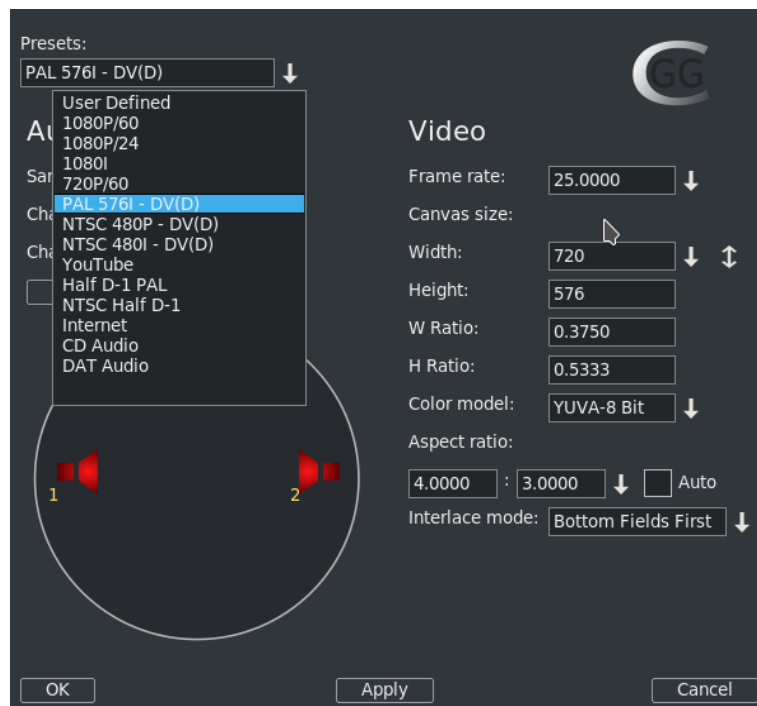 Presets:
PAL 576I - DV(D)
GG
User Defined
1080P/60
1080P/24
1080I
720P/60
PAL 576I - DV(D)
NTSC 480P - DV(D)
NTSC 480I - DV(D)
YouTube
Half D-1 PAL
NTSC Half D-1
Internet
CD Audio
DAT Audio
1
2
Video
Frame rate: 25.0000
Canvas size:
Width: 720
Height: 576
W Ratio: 0.3750
H Ratio: 0.5333
Color model: YUVA-8 Bit
Aspect ratio:
4.0000 : 3.0000 Auto
Interlace mode: Bottom Fields First
OK Apply Cancel